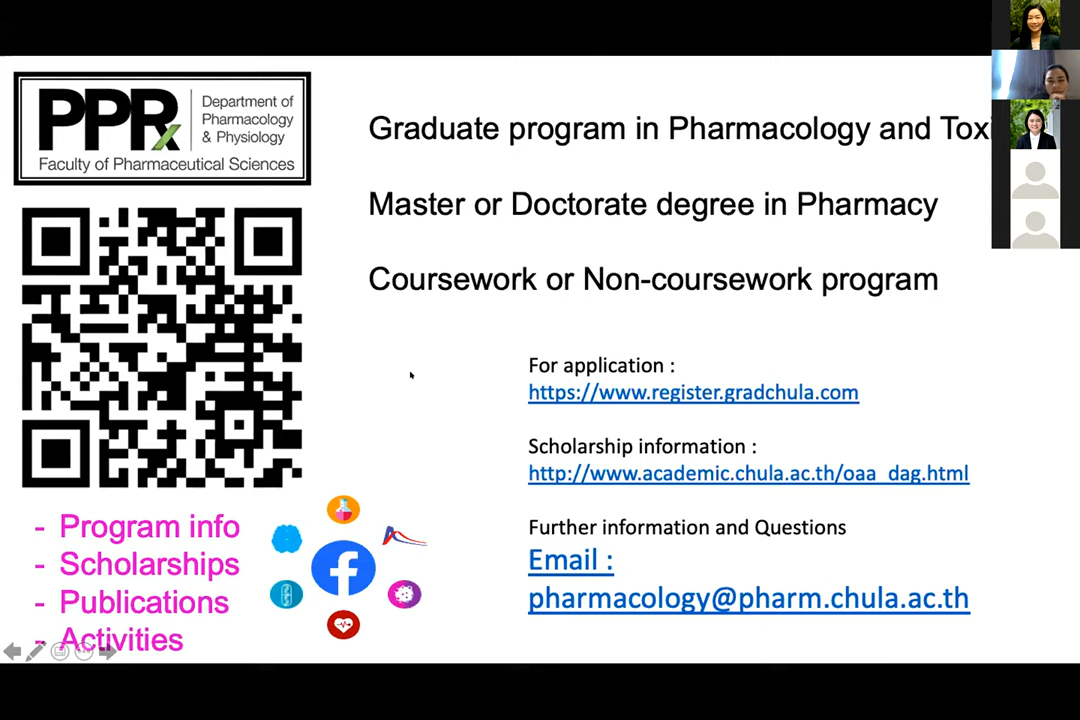 PPRx
Department of
Pharmacology
& Physiology
Faculty of Pharmaceutical Sciences
Graduate program in Pharmacology and Tox
Master or Doctorate degree in Pharmacy
Coursework or Non-coursework program
For application :
https://www.register.gradchula.com
Scholarship information :
http://www.academic.chula.ac.th/oaa_dag.html
Further information and Questions
Email :
pharmacology@pharm.chula.ac.th
- Program info
- Scholarships
- Publications
- Activities